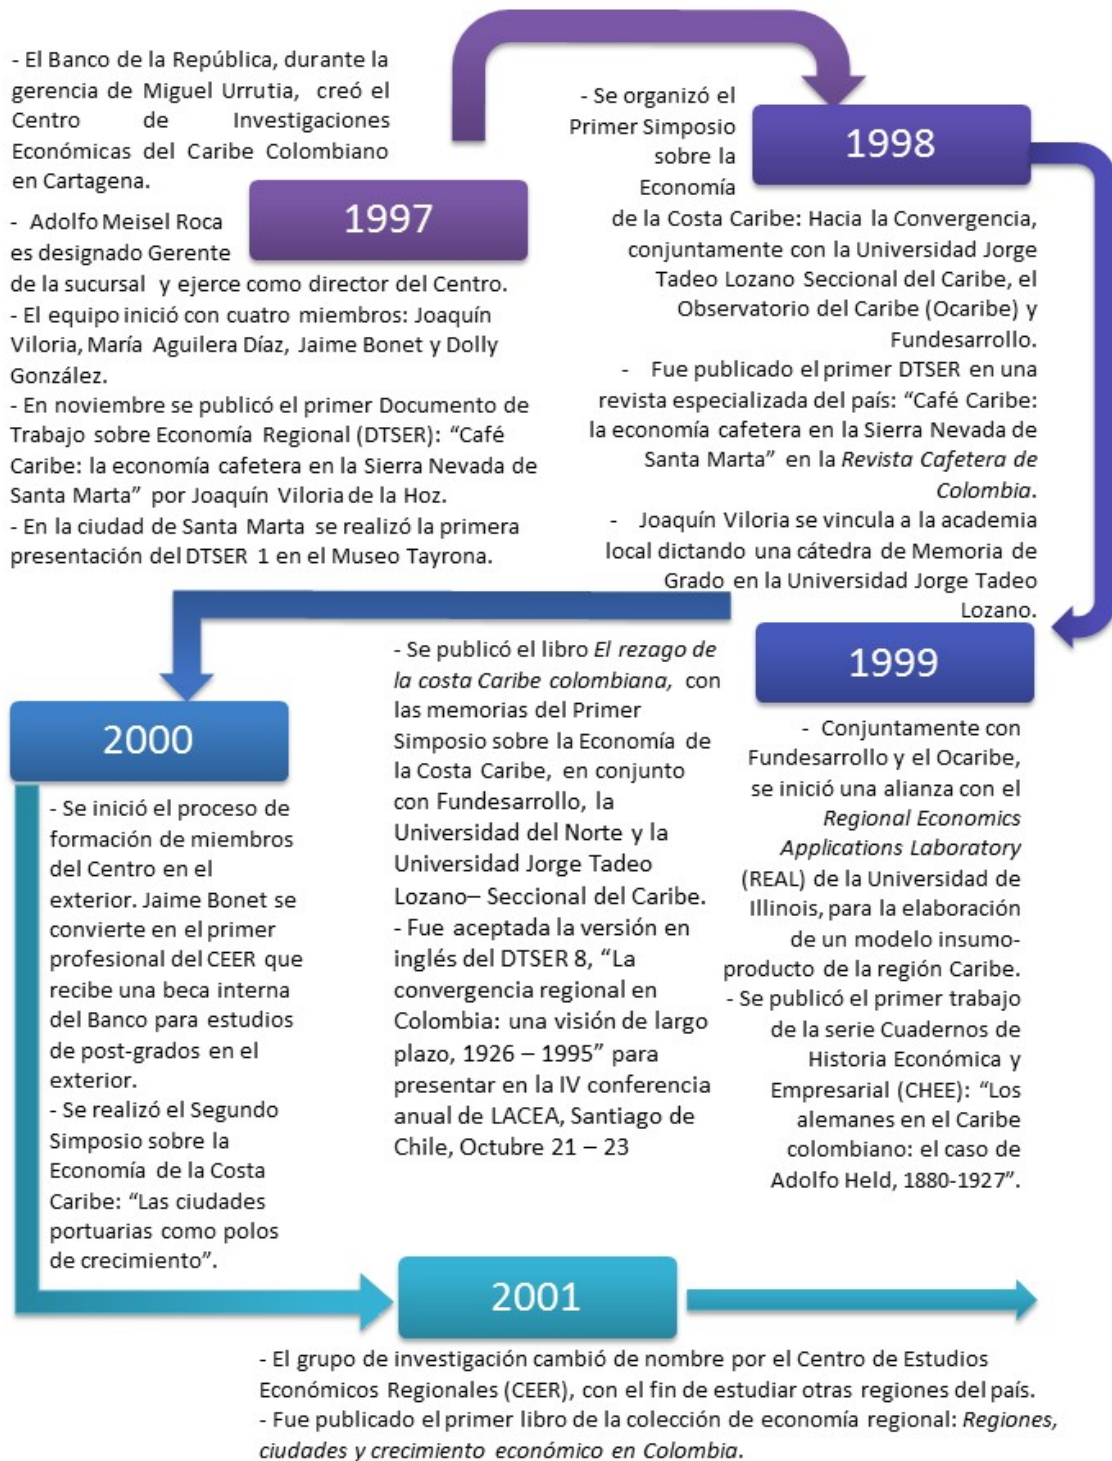 - El Banco de la República, durante la
gerencia de Miguel Urrutia, creó el
Centro de Investigaciones
Económicas del Caribe Colombiano
en Cartagena.
1997
- Adolfo Meisel Roca
es designado Gerente
de la sucursal y ejerce como director del Centro.
- El equipo inició con cuatro miembros: Joaquín
Viloria, María Aguilera Díaz, Jaime Bonet y Dolly
González.
- En noviembre se publicó el primer Documento de
Trabajo sobre Economía Regional (DTSER): “Café
Caribe: la economía cafetera en la Sierra Nevada de
Santa Marta” por Joaquín Viloria de la Hoz.
- En la ciudad de Santa Marta se realizó la primera
presentación del DTSER 1 en el Museo Tayrona.
1998
- Se organizó el
Primer Simposio
sobre la
Economía
de la Costa Caribe: Hacia la Convergencia,
conjuntamente con la Universidad Jorge
Tadeo Lozano Seccional del Caribe, el
Observatorio del Caribe (Ocaribe) y
Fundesarrollo.
- Fue publicado el primer DTSER en una
revista especializada del país: “Café Caribe:
la economía cafetera en la Sierra Nevada de
Santa Marta” en la Revista Cafetera de
Colombia.
- Joaquín Viloria se vincula a la academia
local dictando una cátedra de Memoria de
Grado en la Universidad Jorge Tadeo
Lozano.
1999
- Conjuntamente con
Fundesarrollo y el Ocaribe,
se inició una alianza con el
Regional Economics
Applications Laboratory
(REAL) de la Universidad de
Illinois, para la elaboración
de un modelo insumo-
producto de la región Caribe.
- Se publicó el primer trabajo
de la serie Cuadernos de
Historia Económica y
Empresarial (CHEE): “Los
alemanes en el Caribe
colombiano: el caso de
Adolfo Held, 1880-1927”.
- Se publicó el libro El rezago de
la costa Caribe colombiana, con
las memorias del Primer
Simposio sobre la Economía de
la Costa Caribe, en conjunto
con Fundesarrollo, la
Universidad del Norte y la
Universidad Jorge Tadeo
Lozano– Seccional del Caribe.
- Fue aceptada la versión en
inglés del DTSER 8, “La
convergencia regional en
Colombia: una visión de largo
plazo, 1926 – 1995” para
presentar en la IV conferencia
anual de LACEA, Santiago de
Chile, Octubre 21 – 23
2000
- Se inició el proceso de
formación de miembros
del Centro en el
exterior. Jaime Bonet se
convierte en el primer
profesional del CEER que
recibe una beca interna
del Banco para estudios
de post-grados en el
exterior.
- Se realizó el Segundo
Simposio sobre la
Economía de la Costa
Caribe: “Las ciudades
portuarias como polos
de crecimiento”.
2001
- El grupo de investigación cambió de nombre por el Centro de Estudios
Económicos Regionales (CEER), con el fin de estudiar otras regiones del país.
- Fue publicado el primer libro de la colección de economía regional: Regiones,
ciudades y crecimiento económico en Colombia.